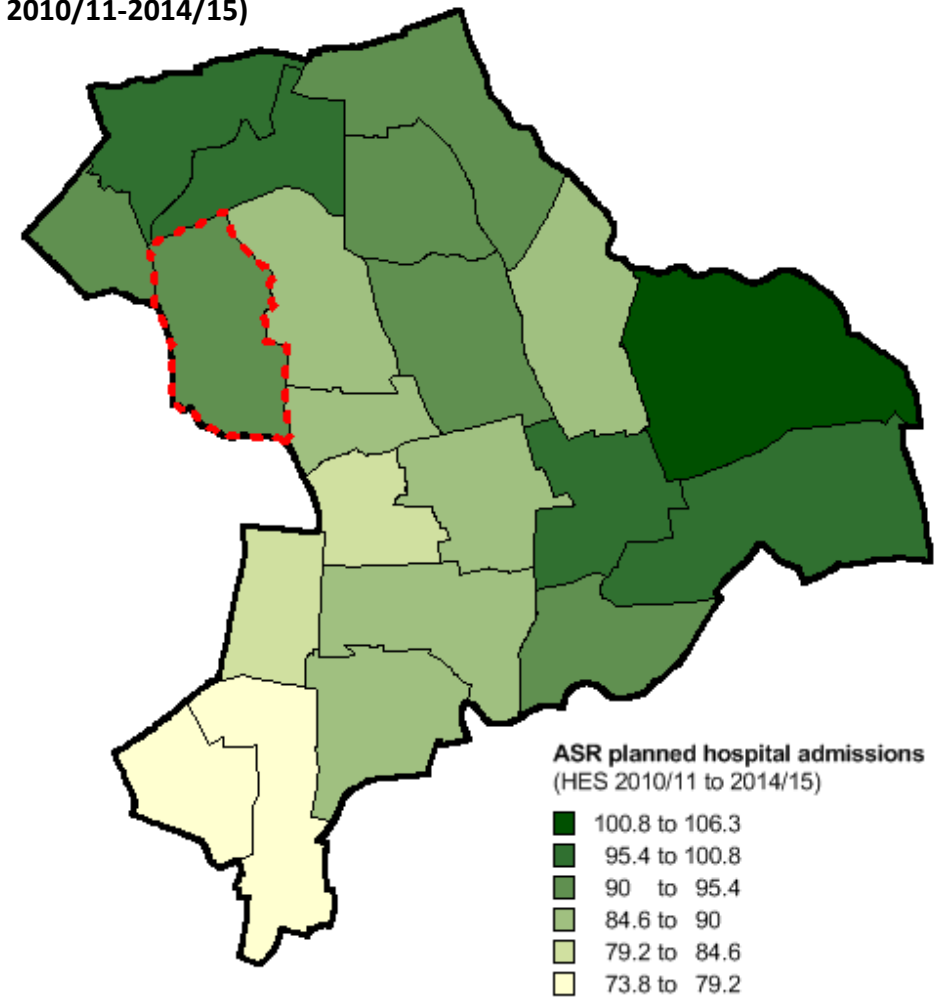 2010/11-2014/15)
ASR planned hospital admissions
(HES 2010/11 to 2014/15)
100.8 to 106.3
95.4 to 100.8
90 to 95.4
84.6 to 90
79.2 to 84.6
73.8 to 79.2